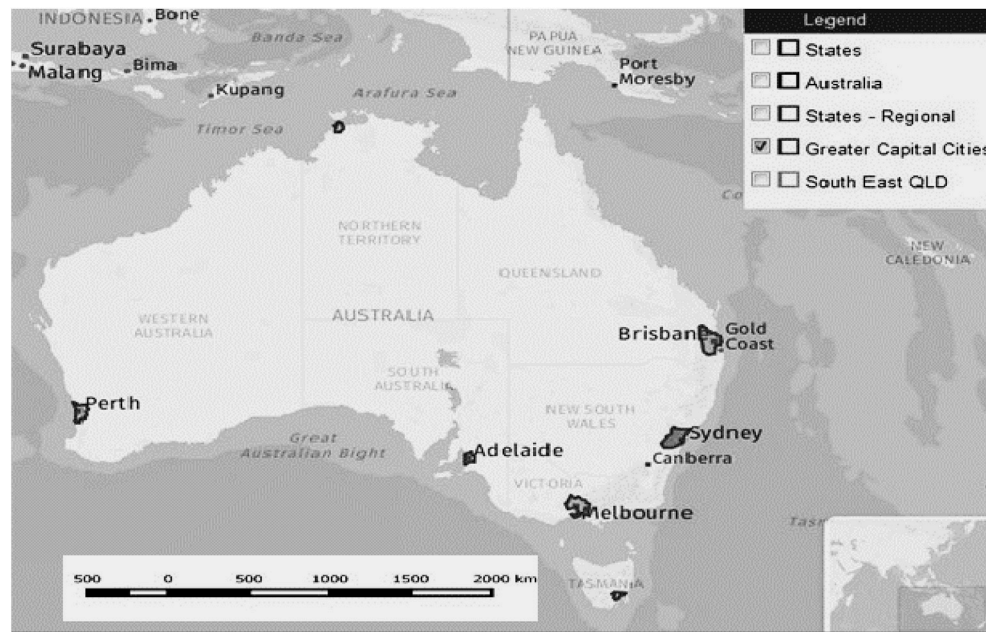 INDONESIA
Bone
Banda Sea
PAPUA
NEW GUINEA
Surabaya
Malang
Bima
Kupang
Arafura Sea
Port
Moresby
Timor Sea
Legend
States
Australia
States - Regional
Greater Capital Cities
South East QLD
Co
NORTHERN
TERRITORY
QUEENSLAND
NEW
CALEDONIA
WESTERN
AUSTRALIA
AUSTRALIA
Brisbane
Gold
Coast
SOUTH
AUSTRALIA
Perth
NEW SOUTH
WALES
Great
Australian Bight
Adelaide
Sydney
Canberra
VICTORIA
Melbourne
Tasm
TASMANIA
500 0 500 1000 1500 2000 km